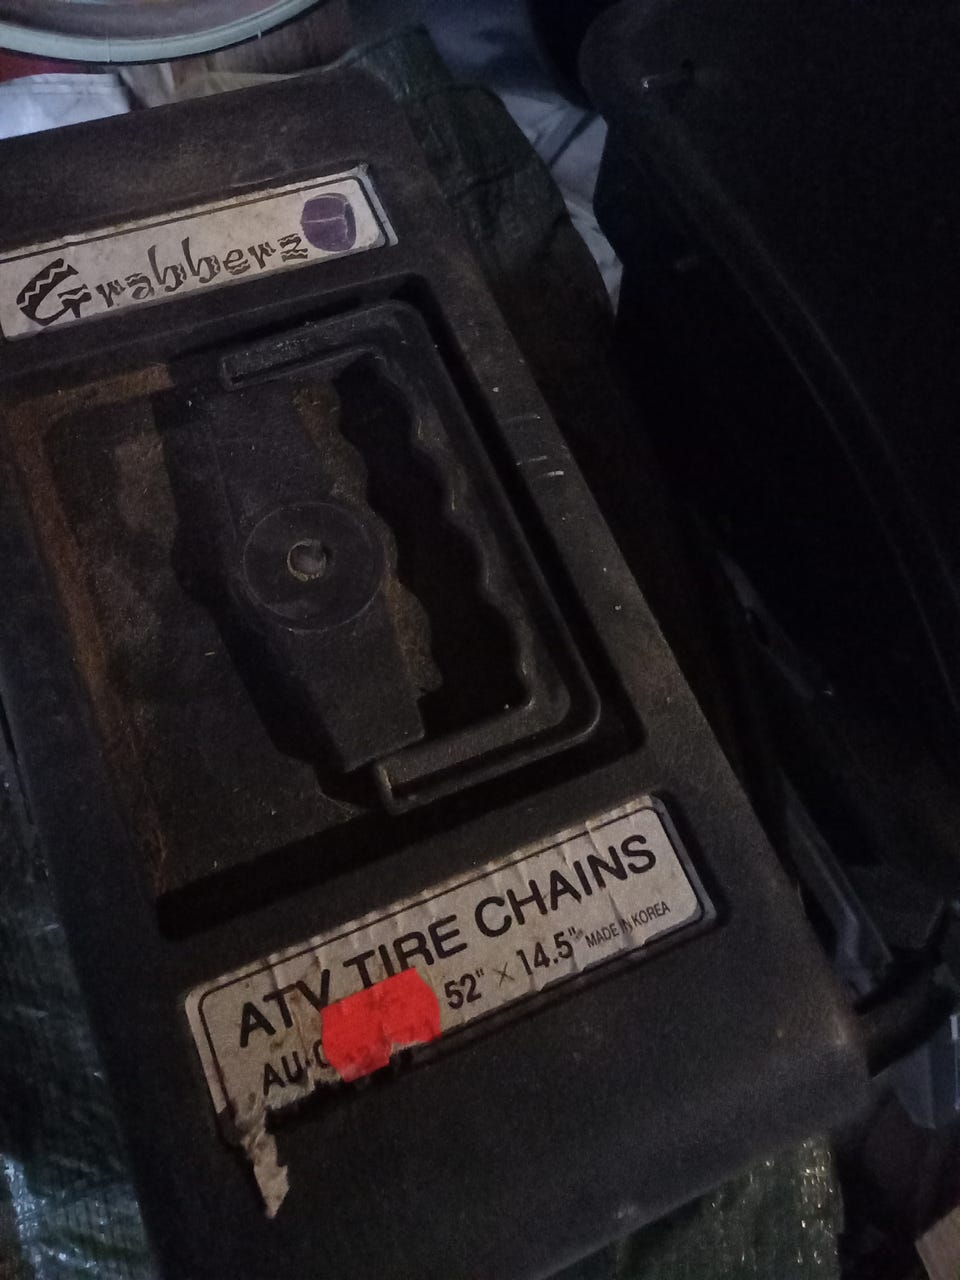 Grabberz
ATV TIRE CHAINS
52" × 14.5" MADE IN KOREA